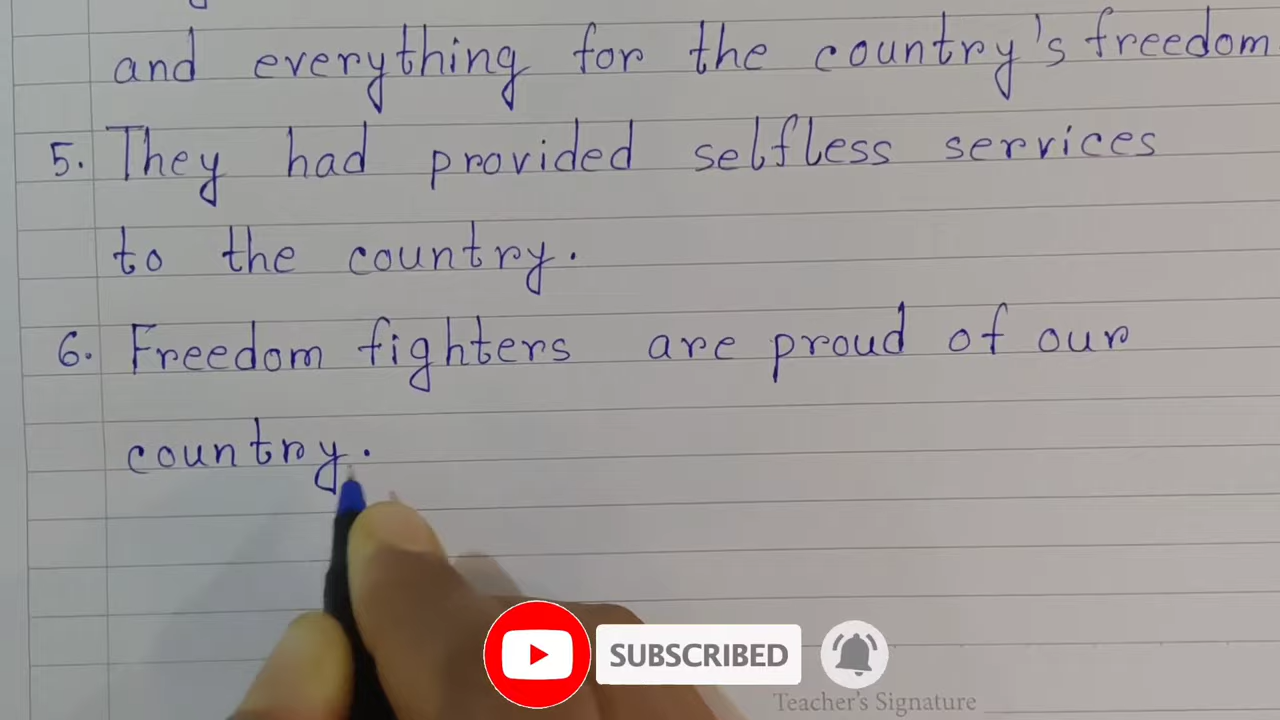 and everything for the country's freedom
5. They had provided selfless services
to the country.
6. Freedom fighters are proud of our
country.
SUBSCRIBED
Teacher's Signature